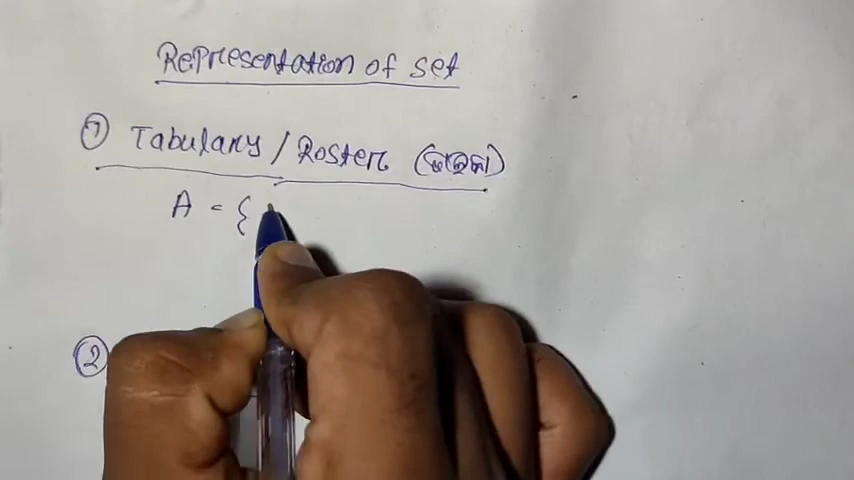 Representation of set
① Tabulary / Roster (ତାଲିକା)
A = {
②